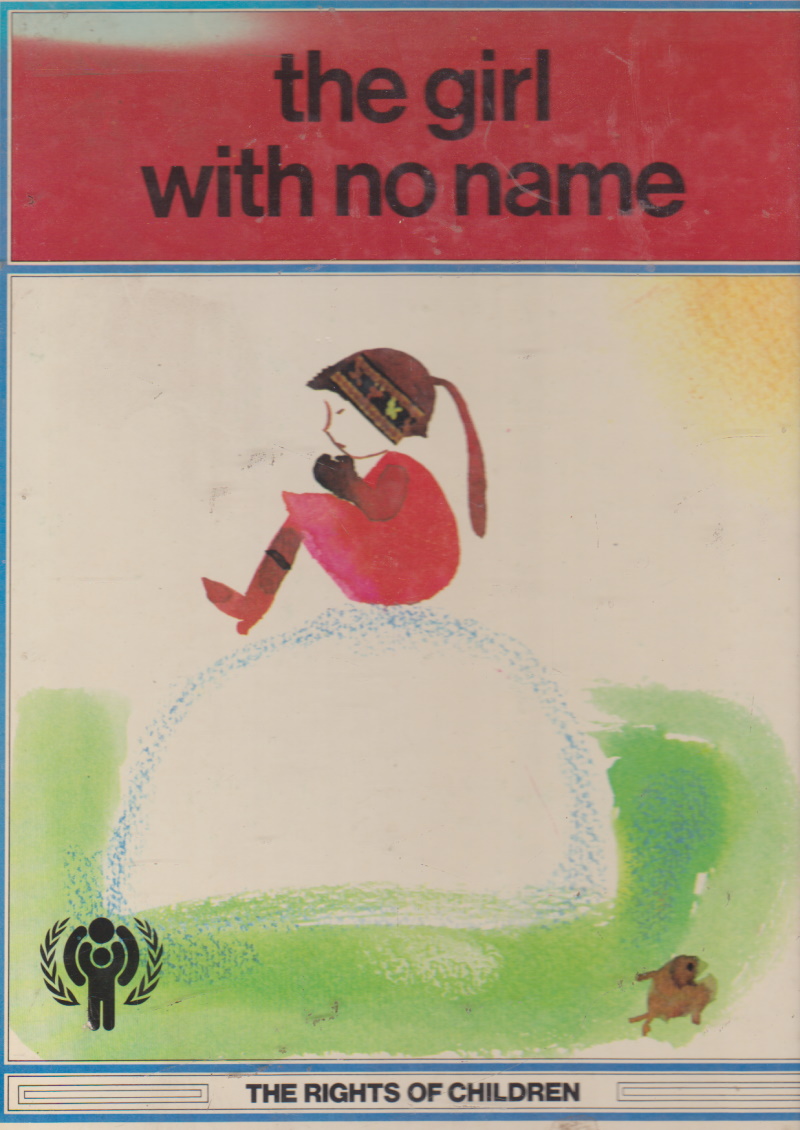 the girl
with no name
THE RIGHTS OF CHILDREN